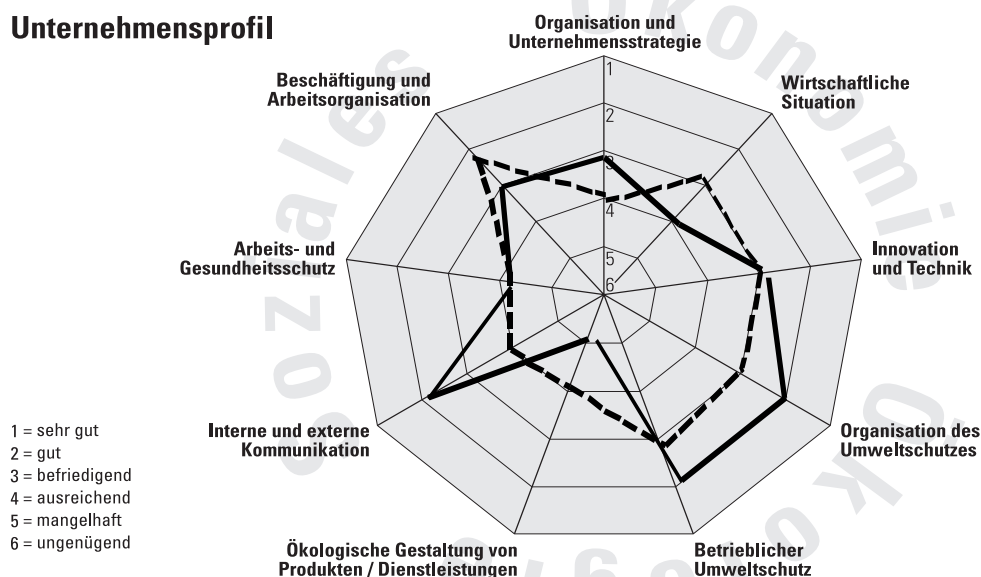 Unternehmensprofil
Organisation und
Unternehmensstrategie
Beschäftigung und
Arbeitsorganisation
Wirtschaftliche
Situation
Arbeits- und
Gesundheitsschutz
Innovation
und Technik
Interne und externe
Kommunikation
Organisation des
Umweltschutzes
Ökologische Gestaltung von
Produkten / Dienstleistungen
Betrieblicher
Umweltschutz
1
2
3
4
5
6
1 = sehr gut
2 = gut
3 = befriedigend
4 = ausreichend
5 = mangelhaft
6 = ungenügend
Soziales
Ökonomie